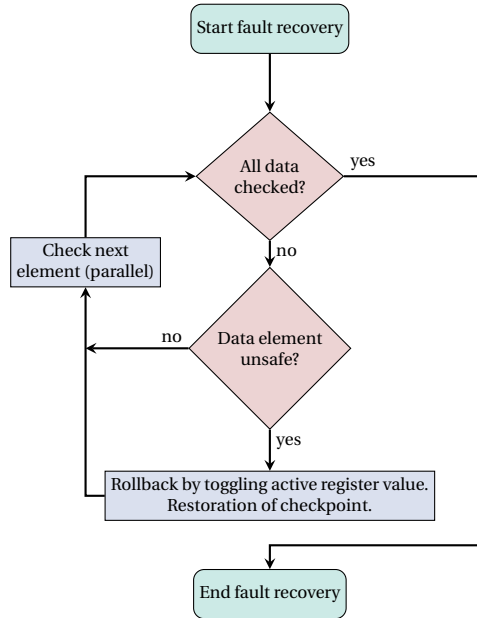 Start fault recovery
All data
checked?
yes
no
Check next
element (parallel)
Data element
unsafe?
no
yes
Rollback by toggling active register value.
Restoration of checkpoint.
End fault recovery